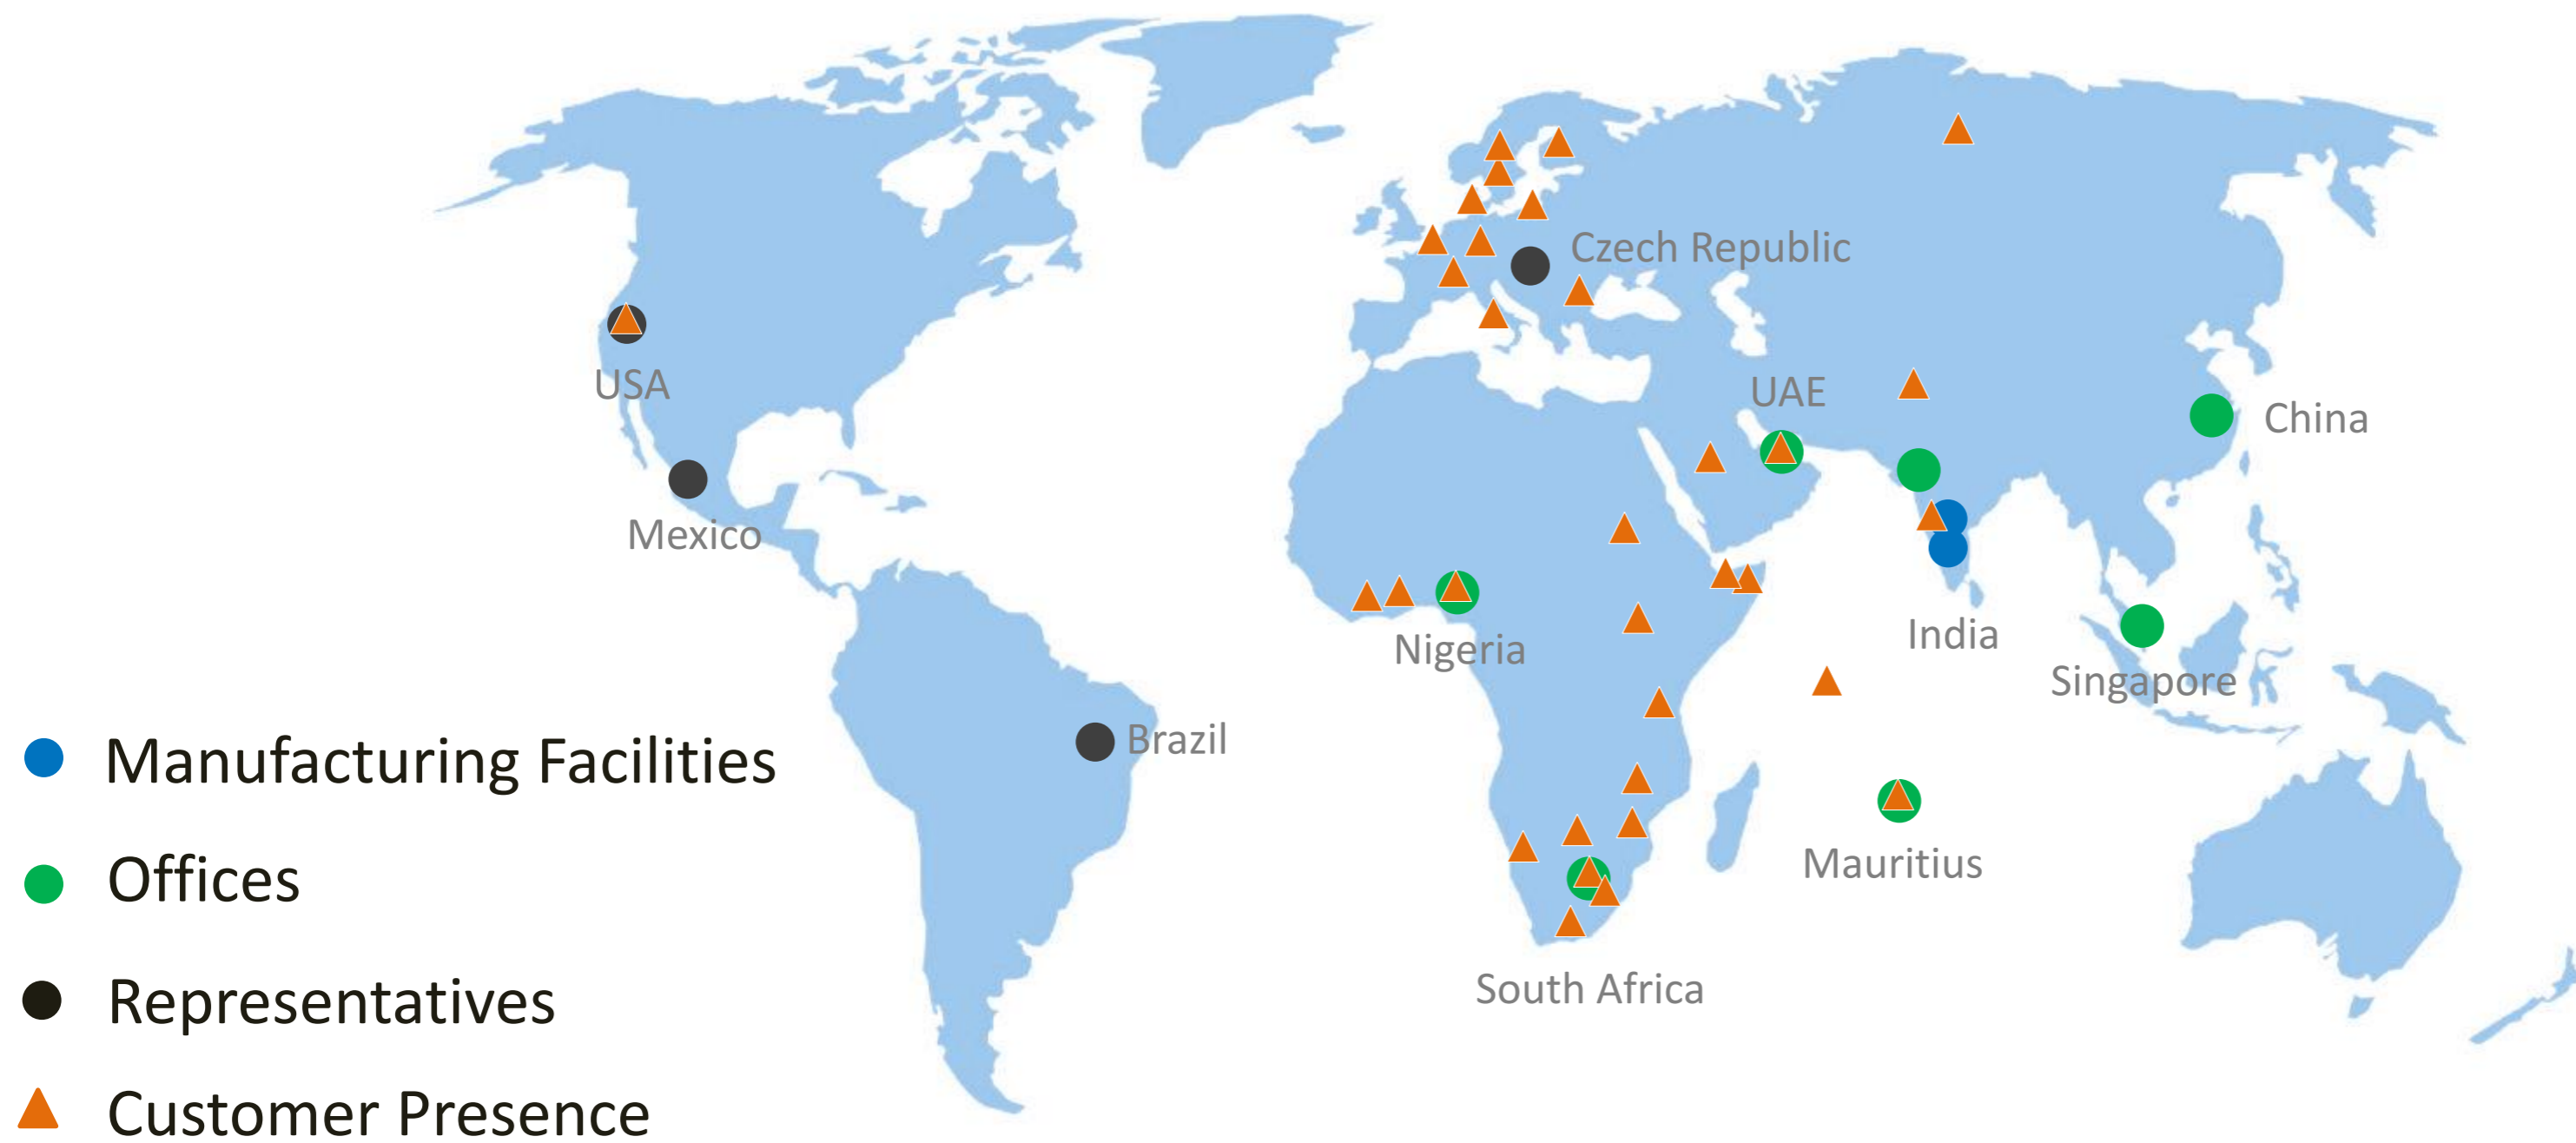 Czech Republic
USA
UAE
China
Mexico
Nigeria
India
Singapore
Brazil
Mauritius
South Africa
Manufacturing Facilities
Offices
Representatives
Customer Presence